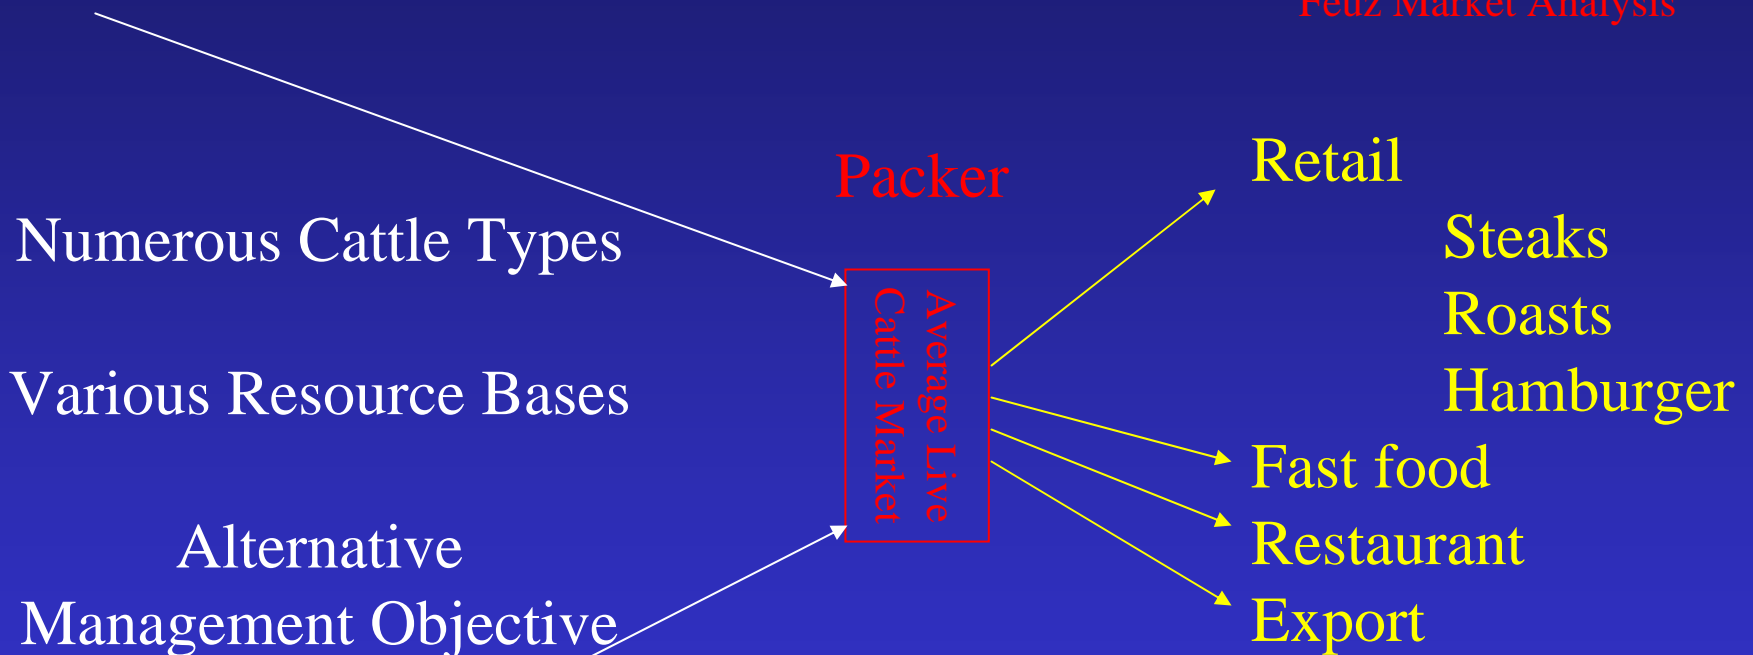 Feuz Market Analysis
Packer
Numerous Cattle Types
Various Resource Bases
Alternative
Management Objective
Average Live
Cattle Market
Retail
Steaks
Roasts
Hamburger
Fast food
Restaurant
Export